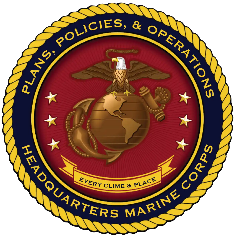 PLANS, POLICIES, & OPERATIONS
EVERY CLIME & PLACE
HEADQUARTERS MARINE CORPS